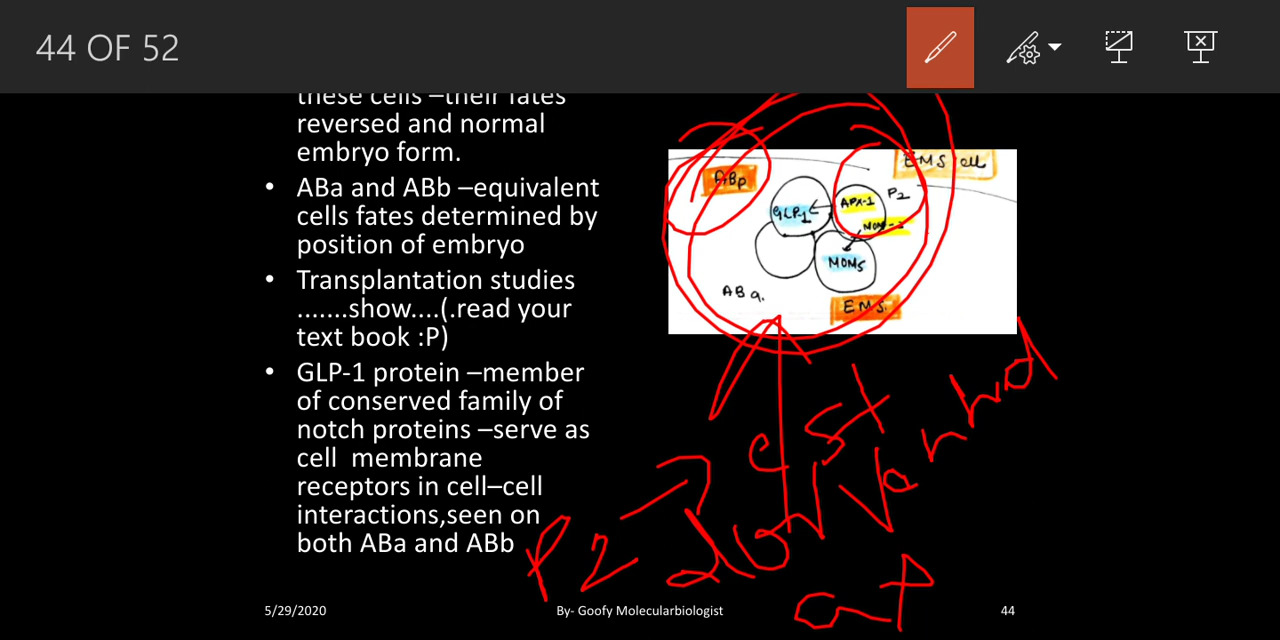 44 OF 52
these cells –their fates
reversed and normal
embryo form.
• ABa and ABb –equivalent
cells fates determined by
position of embryo
• Transplantation studies
.......show....(.read your
text book :P)
• GLP-1 protein –member
of conserved family of
notch proteins –serve as
cell membrane
receptors in cell–cell
interactions,seen on
both ABa and ABb
EMS cell
ABp
P2
APX-1
GLP-1
MOM5
ABa.
EMS.
P2
5/29/2020
By- Goofy Molecularbiologist
44